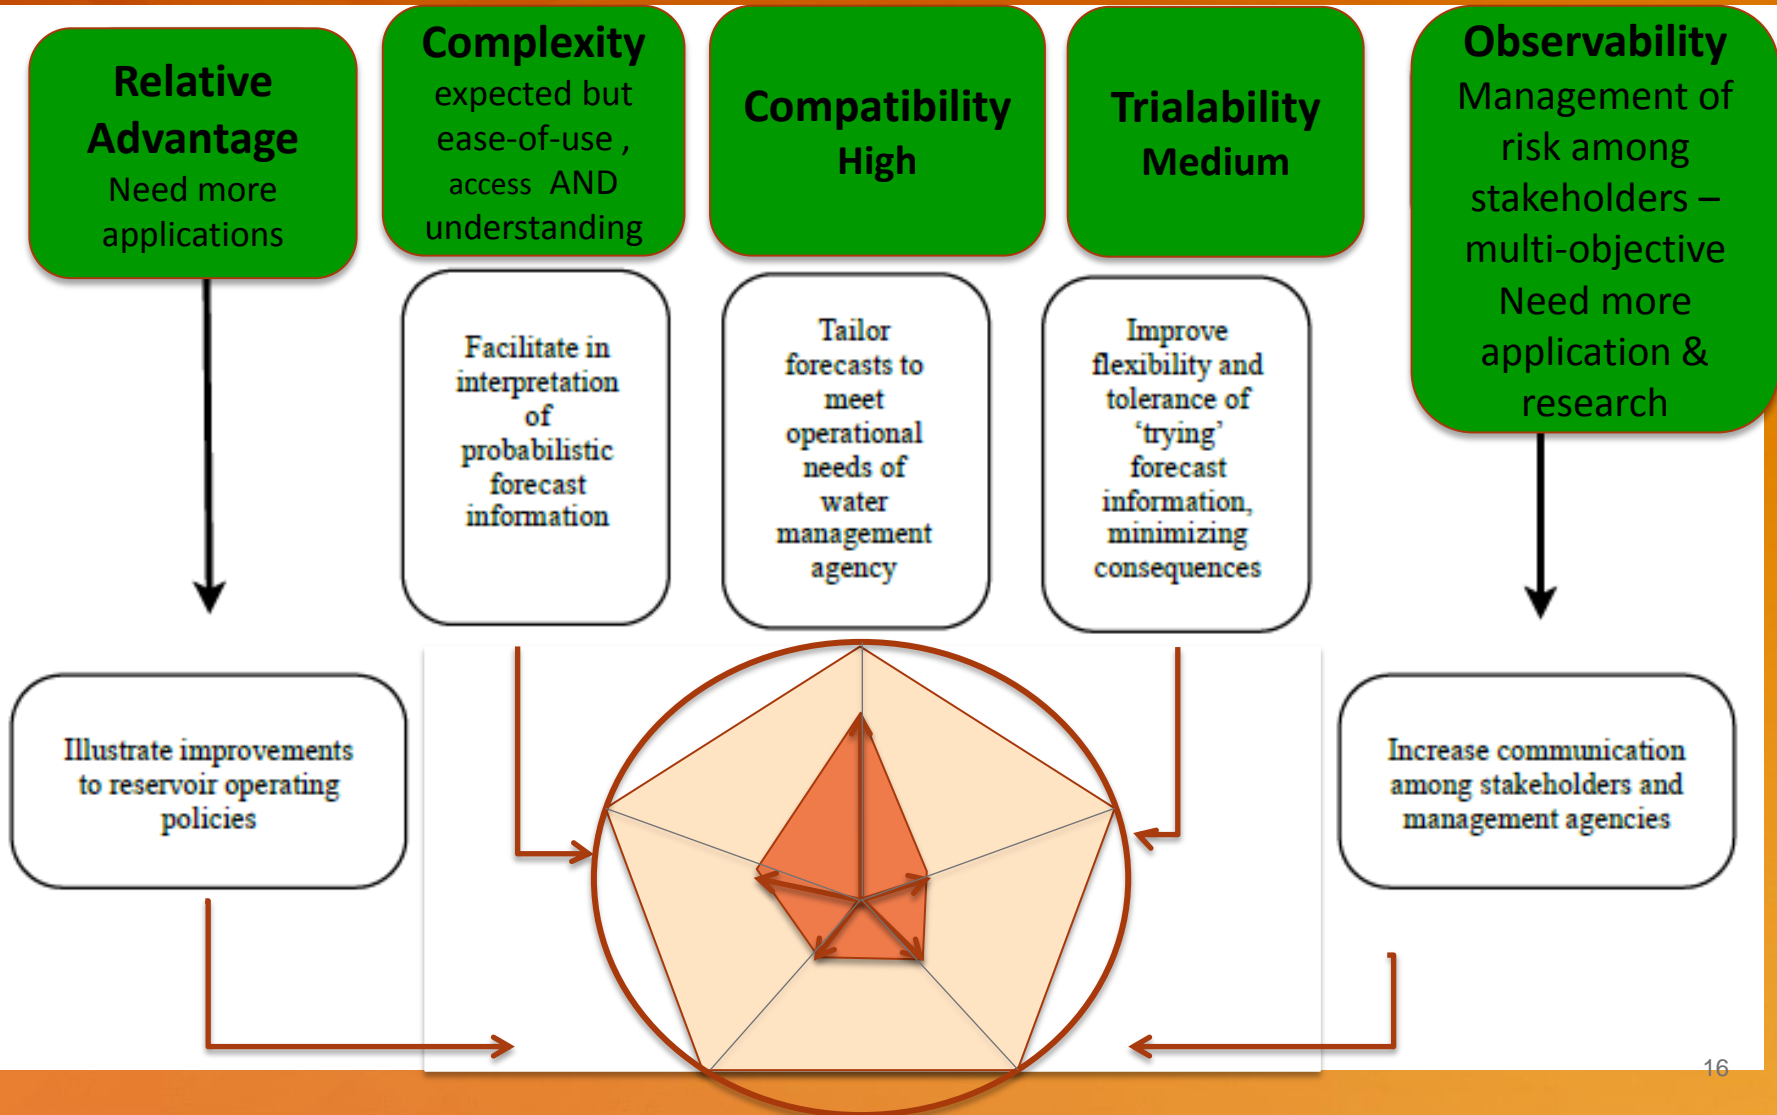 Relative
Advantage
Need more
applications
Complexity
expected but
ease-of-use ,
access AND
understanding
Compatibility
High
Trialability
Medium
Observability
Management of
risk among
stakeholders –
multi-objective
Need more
application &
research
Facilitate in
interpretation
of
probabilistic
forecast
information
Tailor
forecasts to
meet
operational
needs of
water
management
agency
Improve
flexibility and
tolerance of
‘trying’
forecast
information,
minimizing
consequences
Illustrate improvements
to reservoir operating
policies
Increase communication
among stakeholders and
management agencies
16